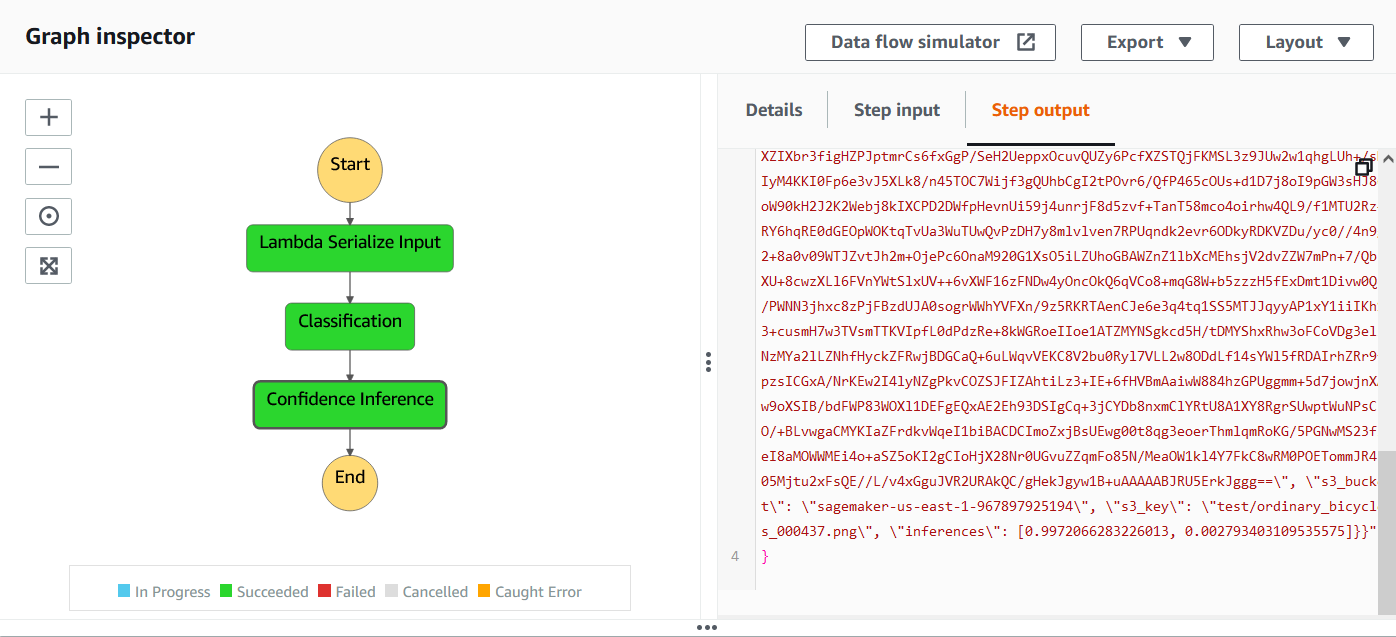 Graph inspector
Data flow simulator
Export
Layout
Start
Lambda Serialize Input
Classification
Confidence Inference
End
In Progress
Succeeded
Failed
Cancelled
Caught Error
Details
Step input
Step output
XZIXbr3figHZPJptmrCs6fxGgP/SeH2UeppxOcuvQUZy6PcfXZSTQjFKMSL3z9JUw2w1qhgLUh+/s
IyM4KKI0Fp6e3vJ5XLk8/n45TOC7Wijf3gQUhbCgI2tPOvr6/QfP465cOUs+d1D7j8oI9pGW3sHJ8
oW90kH2J2K2Webj8kIXCPD2DWfpHevnUi59j4unrjF8d5zvf+TanT58mco4oirhw4QL9/f1MTU2Rz
RY6hqRE0dGEOpWOKtqTvUa3WuTUwQvPzDH7y8mlvlven7RPUqndk2evr6ODkyRDKVZDu/yc0//4n9
2+8a0v09WTJZvtJh2m+OjePc6OnaM920G1XsO5iLZUhoGBAWZnZ1lbXcMEhsjV2dvZZW7mPn+7/Qb
XU+8cwzXLl6FVnYWtSlxUV++6vXWF16zFNDw4yOncOkQ6qVCo8+mqG8W+b5zzzH5fExDmt1Divw0Q
/PWNN3jhxc8zPjFBzdUJA0sogrWWhYVFXn/9z5RKRTAenCJe6e3q4tq1SS5MTJJqyyAP1xY1iiIKh
3+cusmH7w3TVsmTTKVIpfL0dPdzRe+8kWGRoeIIoe1ATZMYNSgkcd5H/tDMYShxRhw3oFCoVDg3el
NzMYa2lLZNhfHyckZFRwjBDGCaQ+6uLWqvVEKC8V2bu0Ryl7VLL2w8ODdLf14sYWl5fRDAIrhZRr9
pzsICGxA/NrKEw2I4lyNZgPkvCOZSJFIZAhtiLz3+IE+6fHVBmAaiwW884hzGPUggmm+5d7jowjnX
w9oXSIB/bdFWP83WOXl1DEFgEQxAE2Eh93DSIgCq+3jCYDb8nxmClYRtU8A1XY8RgrSUwptWuNPsC
O/+BLvwgaCMYKIaZFrdkvWqeI1biBACDCImoZxjBsUEwg00t8qg3eoerThmlqmRoKG/5PGNwMS23f
eI8aMOWWMEi4o+aSZ5oKI2gCIoHjX28Nr0UGvuZZqmFo85N/MeaOW1kl4Y7FkC8wRM0POETommJR4
05Mjtu2xFsQE//L/v4xGguJVR2URAkQC/gHekJgyw1B+uAAAAABJRU5ErkJggg==\", \"s3_buck
t\": \"sagemaker-us-east-1-967897925194\", \"s3_key\": \"test/ordinary_bicycl
s_000437.png\", \"inferences\": [0.9972066283226013, 0.002793403109535575]}}"
4
}